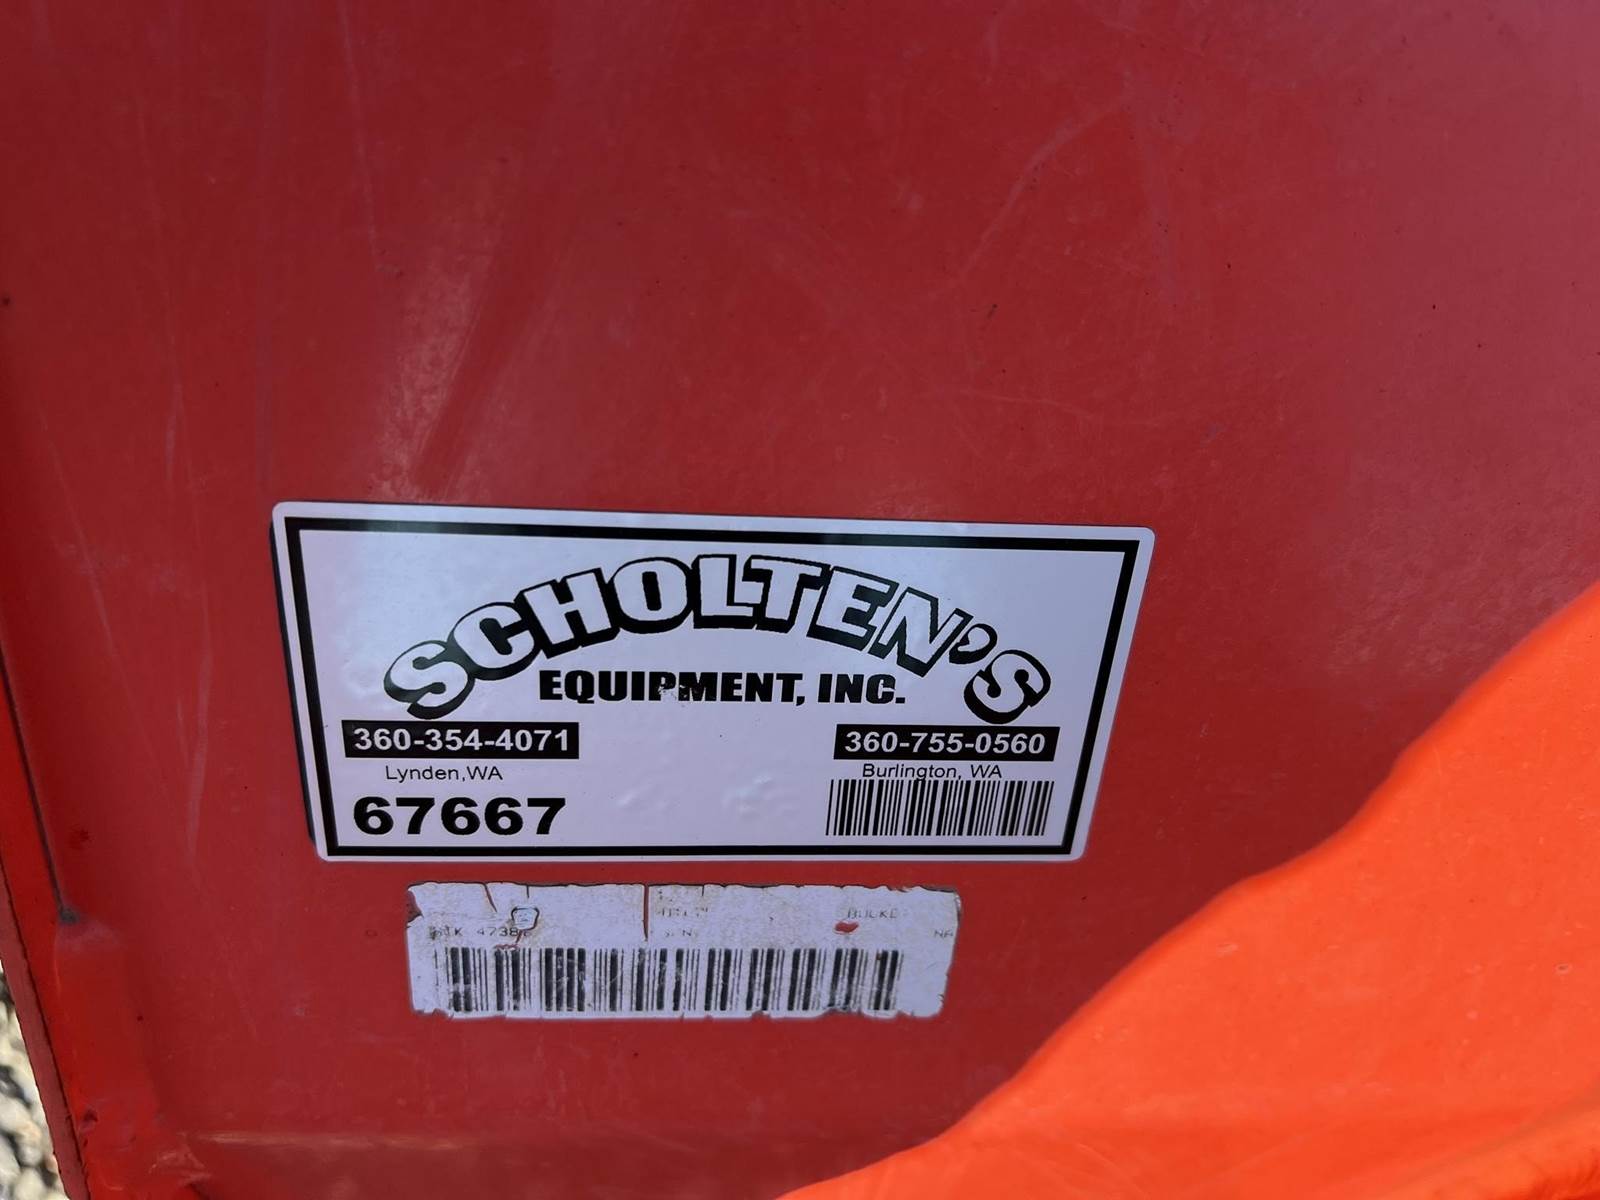 SCHOLTEN'S
EQUIPMENT, INC.
360-354-4071 360-755-0560
Lynden,WA Burlington, WA
67667